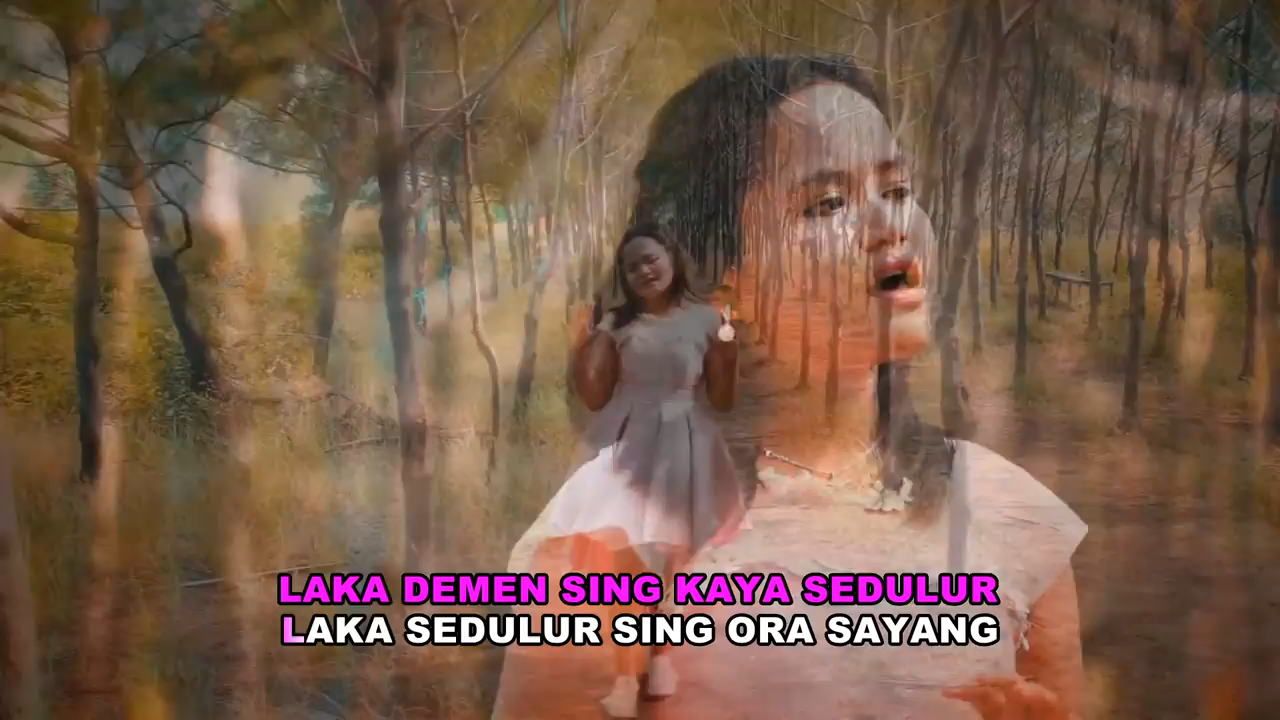 LAKA DEMEN SING KAYA SEDULUR
LAKA SEDULUR SING ORA SAYANG